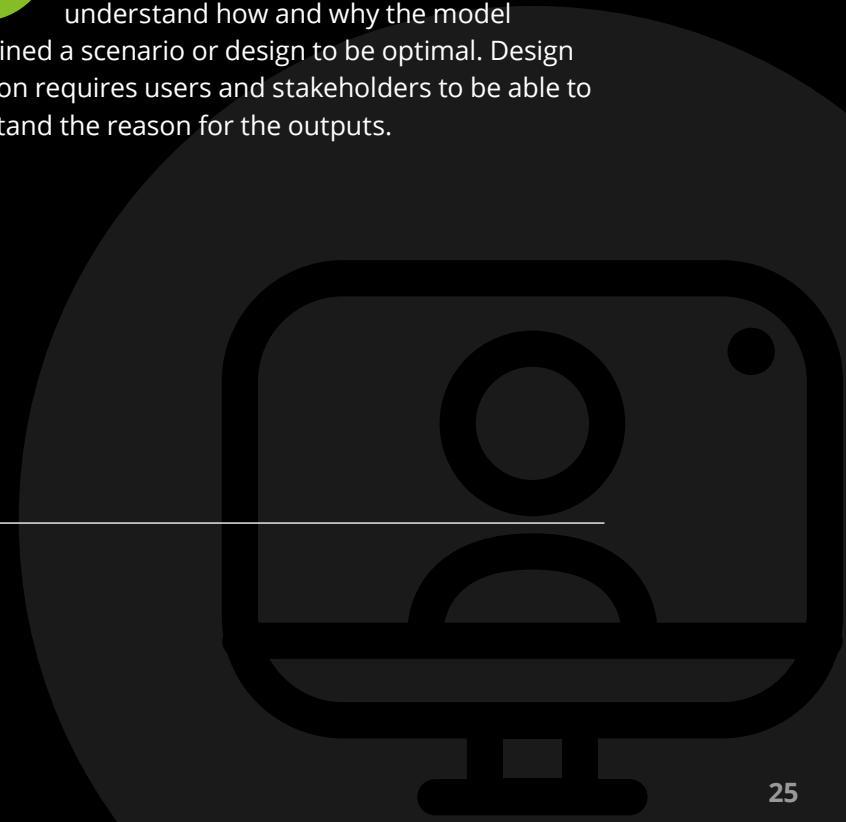 understand how and why the model
ined a scenario or design to be optimal. Design
on requires users and stakeholders to be able to
tand the reason for the outputs.
25